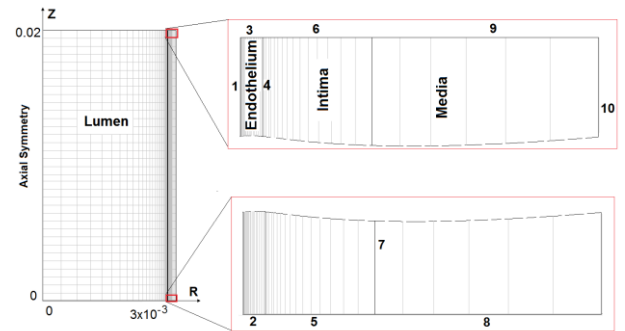 Z
0.02
Axial Symmetry
Lumen
0
0
3x10⁻³
R
3
6
9
1
Endothelium
4
Intima
Media
10
7
2
5
8